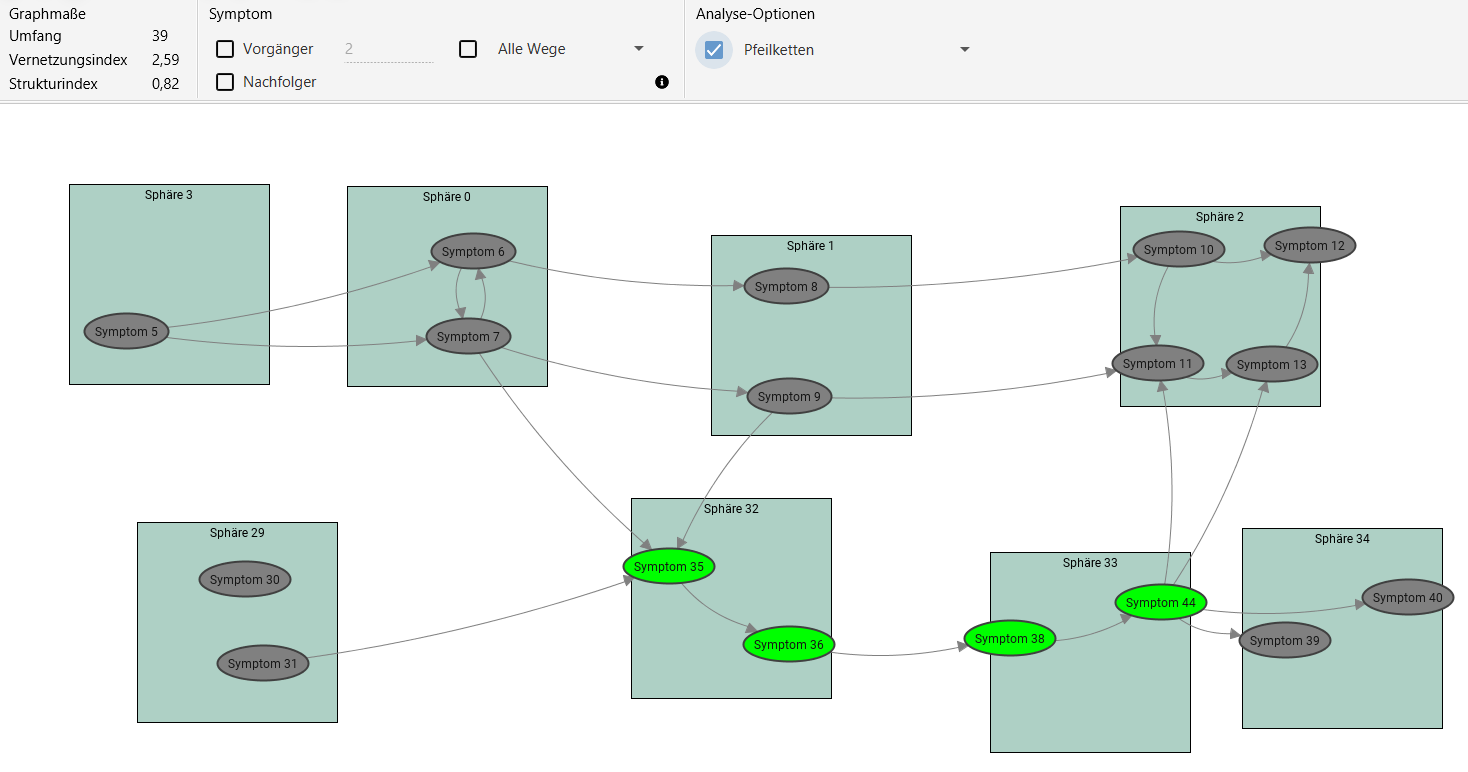 Graphmaße
Umfang 39
Vernetzungsindex 2,59
Strukturindex 0,82
Symptom
Vorgänger 2 Alle Wege
Nachfolger
Analyse-Optionen
Pfeilketten
Sphäre 3
Symptom 5
Sphäre 0
Symptom 6
Symptom 7
Sphäre 1
Symptom 8
Symptom 9
Sphäre 2
Symptom 10
Symptom 12
Symptom 11
Symptom 13
Sphäre 29
Symptom 30
Symptom 31
Sphäre 32
Symptom 35
Symptom 36
Sphäre 33
Symptom 44
Symptom 38
Sphäre 34
Symptom 40
Symptom 39